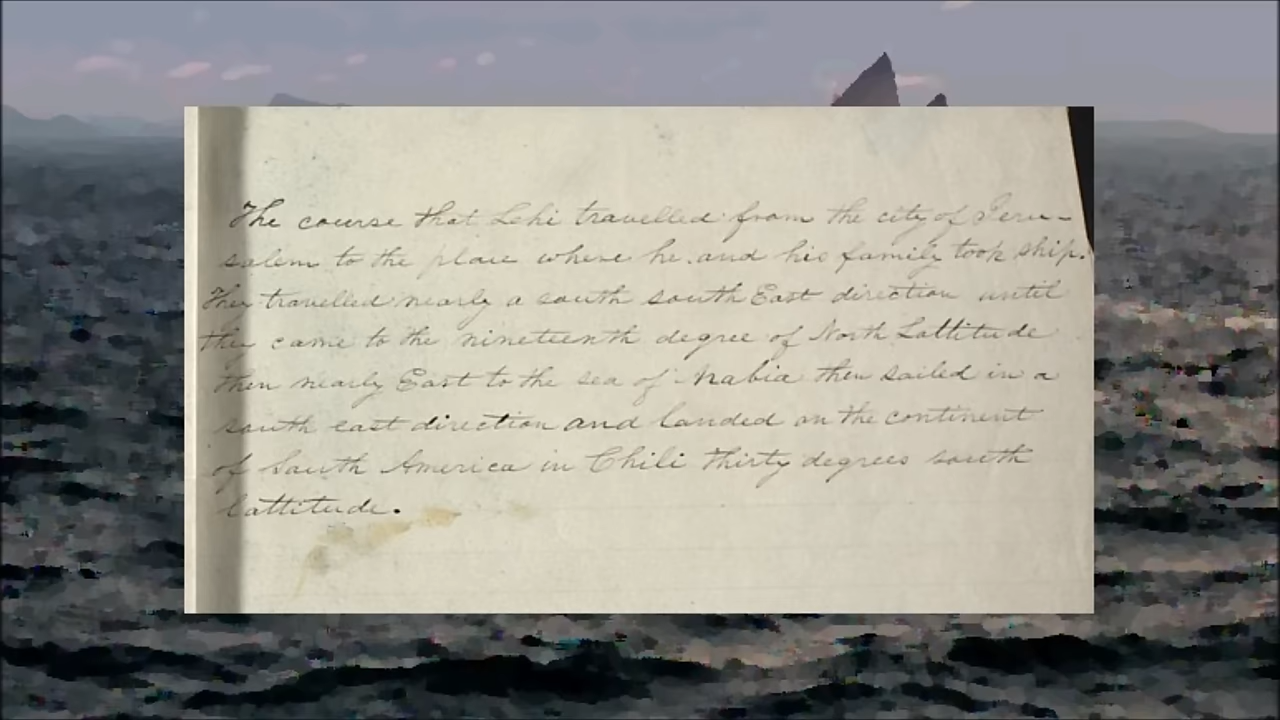 The course that Lehi travelled from the city of Jeru-
salem to the place where he and his family took ship.
They travelled nearly a south south East direction until
they came to the nineteenth degree of North Lattitude
then nearly East to the sea of Arabia then sailed in a
south east direction and landed on the continent
of South America in Chili thirty degrees south
lattitude.